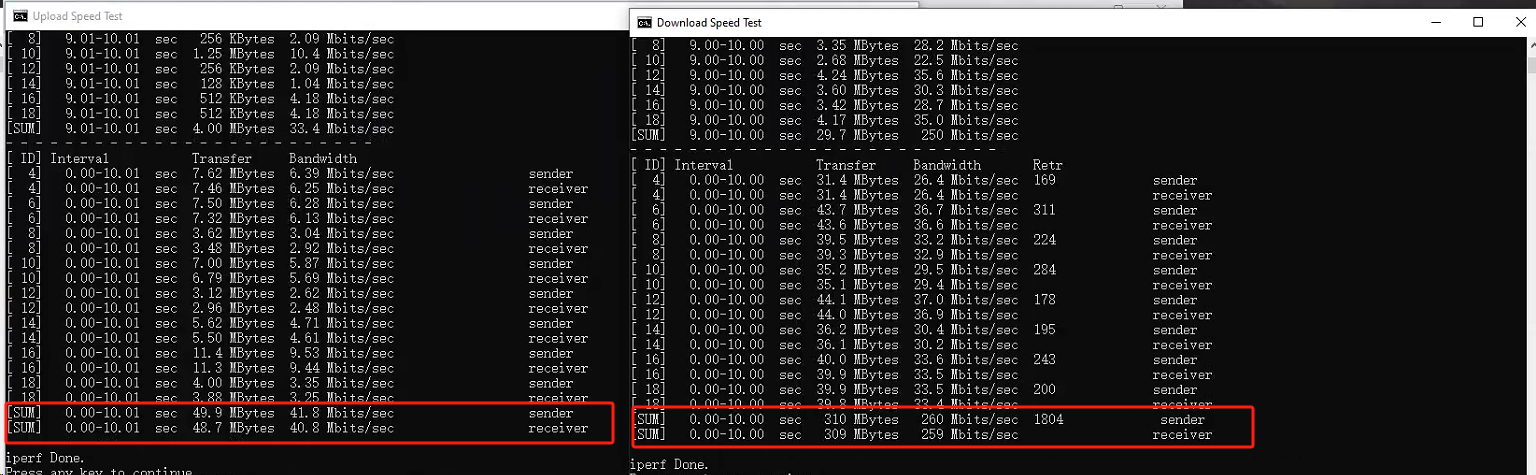 Upload Speed Test
[  8]   9.01-10.01  sec   256 KBytes  2.09 Mbits/sec
[ 10]   9.01-10.01  sec  1.25 MBytes  10.4 Mbits/sec
[ 12]   9.01-10.01  sec   256 KBytes  2.09 Mbits/sec
[ 14]   9.01-10.01  sec   128 KBytes  1.04 Mbits/sec
[ 16]   9.01-10.01  sec   512 KBytes  4.18 Mbits/sec
[ 18]   9.01-10.01  sec   512 KBytes  4.18 Mbits/sec
[SUM]   9.01-10.01  sec  4.00 MBytes  33.4 Mbits/sec
- - - - - - - - - - - - - - - - - - - - - - - - -
[ ID] Interval           Transfer     Bandwidth
[  4]   0.00-10.01  sec  7.62 MBytes  6.39 Mbits/sec                  sender
[  4]   0.00-10.01  sec  7.46 MBytes  6.25 Mbits/sec                  receiver
[  6]   0.00-10.01  sec  7.50 MBytes  6.28 Mbits/sec                  sender
[  6]   0.00-10.01  sec  7.32 MBytes  6.13 Mbits/sec                  receiver
[  8]   0.00-10.01  sec  3.62 MBytes  3.04 Mbits/sec                  sender
[  8]   0.00-10.01  sec  3.48 MBytes  2.92 Mbits/sec                  receiver
[ 10]   0.00-10.01  sec  7.00 MBytes  5.87 Mbits/sec                  sender
[ 10]   0.00-10.01  sec  6.79 MBytes  5.69 Mbits/sec                  receiver
[ 12]   0.00-10.01  sec  3.12 MBytes  2.62 Mbits/sec                  sender
[ 12]   0.00-10.01  sec  2.96 MBytes  2.48 Mbits/sec                  receiver
[ 14]   0.00-10.01  sec  5.62 MBytes  4.71 Mbits/sec                  sender
[ 14]   0.00-10.01  sec  5.50 MBytes  4.61 Mbits/sec                  receiver
[ 16]   0.00-10.01  sec  11.4 MBytes  9.53 Mbits/sec                  sender
[ 16]   0.00-10.01  sec  11.3 MBytes  9.44 Mbits/sec                  receiver
[ 18]   0.00-10.01  sec  4.00 MBytes  3.35 Mbits/sec                  sender
[ 18]   0.00-10.01  sec  3.88 MBytes  3.25 Mbits/sec                  receiver
[SUM]   0.00-10.01  sec  49.9 MBytes  41.8 Mbits/sec                  sender
[SUM]   0.00-10.01  sec  48.7 MBytes  40.8 Mbits/sec                  receiver
iperf Done.
Press any key to continue
Download Speed Test
[  8]   9.00-10.00  sec  3.35 MBytes  28.2 Mbits/sec
[ 10]   9.00-10.00  sec  2.68 MBytes  22.5 Mbits/sec
[ 12]   9.00-10.00  sec  4.24 MBytes  35.6 Mbits/sec
[ 14]   9.00-10.00  sec  3.60 MBytes  30.3 Mbits/sec
[ 16]   9.00-10.00  sec  3.42 MBytes  28.7 Mbits/sec
[ 18]   9.00-10.00  sec  4.17 MBytes  35.0 Mbits/sec
[SUM]   9.00-10.00  sec  29.7 MBytes   250 Mbits/sec
- - - - - - - - - - - - - - - - - - - - - - - - -
[ ID] Interval           Transfer     Bandwidth       Retr
[  4]   0.00-10.00  sec  31.4 MBytes  26.4 Mbits/sec  169             sender
[  4]   0.00-10.00  sec  31.4 MBytes  26.4 Mbits/sec                  receiver
[  6]   0.00-10.00  sec  43.7 MBytes  36.7 Mbits/sec  311             sender
[  6]   0.00-10.00  sec  43.6 MBytes  36.6 Mbits/sec                  receiver
[  8]   0.00-10.00  sec  39.5 MBytes  33.2 Mbits/sec  224             sender
[  8]   0.00-10.00  sec  39.3 MBytes  32.9 Mbits/sec                  receiver
[ 10]   0.00-10.00  sec  35.2 MBytes  29.5 Mbits/sec  284             sender
[ 10]   0.00-10.00  sec  35.1 MBytes  29.4 Mbits/sec                  receiver
[ 12]   0.00-10.00  sec  44.1 MBytes  37.0 Mbits/sec  178             sender
[ 12]   0.00-10.00  sec  44.0 MBytes  36.9 Mbits/sec                  receiver
[ 14]   0.00-10.00  sec  36.2 MBytes  30.4 Mbits/sec  195             sender
[ 14]   0.00-10.00  sec  36.1 MBytes  30.2 Mbits/sec                  receiver
[ 16]   0.00-10.00  sec  40.0 MBytes  33.6 Mbits/sec  243             sender
[ 16]   0.00-10.00  sec  39.9 MBytes  33.5 Mbits/sec                  receiver
[ 18]   0.00-10.00  sec  39.9 MBytes  33.5 Mbits/sec  200             sender
[ 18]   0.00-10.00  sec  39.8 MBytes  33.4 Mbits/sec                  receiver
[SUM]   0.00-10.00  sec   310 MBytes   260 Mbits/sec  1804             sender
[SUM]   0.00-10.00  sec   309 MBytes   259 Mbits/sec                  receiver
iperf Done.